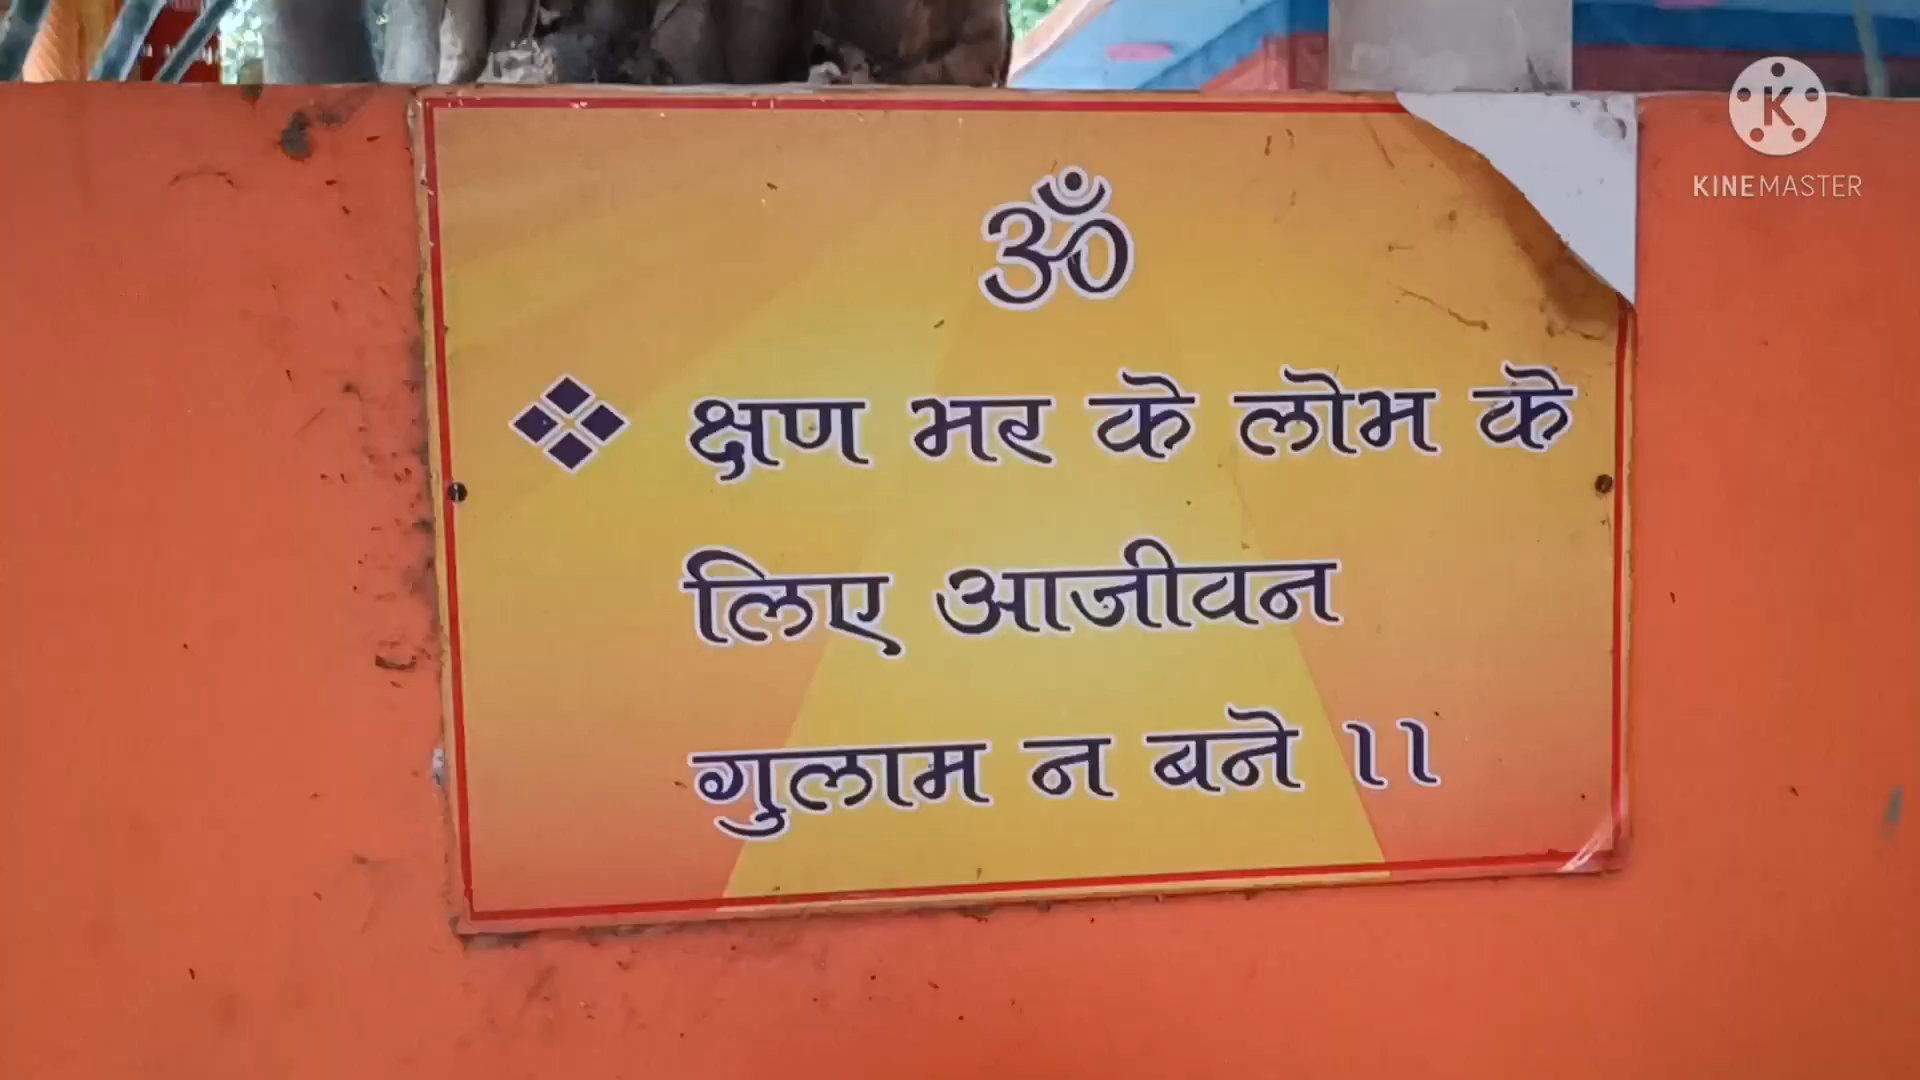 ॐ
❖ क्षण भर के लोभ के
लिए आजीवन
गुलाम न बने ।।
K
KINEMASTER